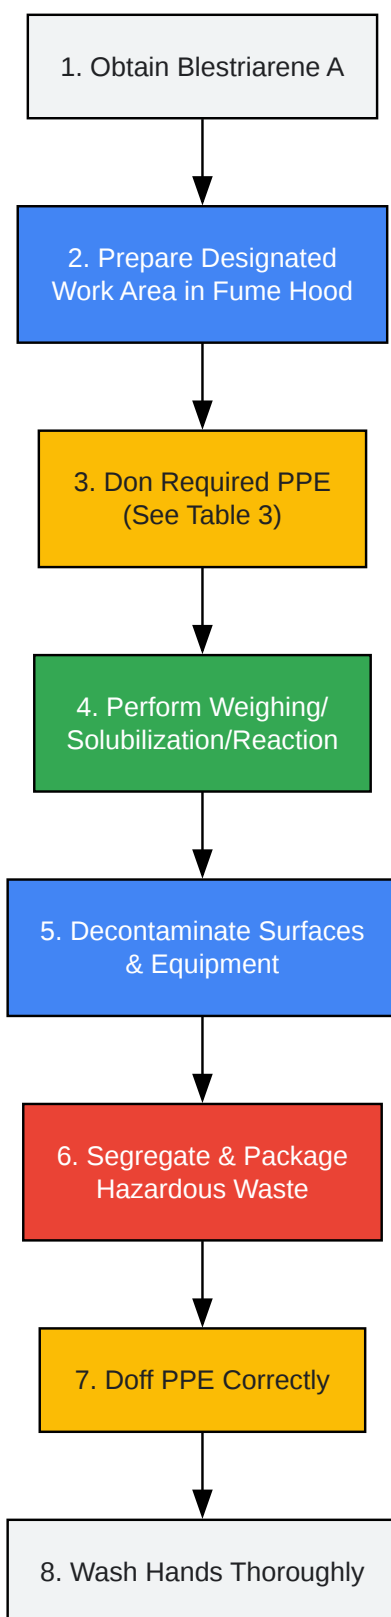 1. Obtain Blestriarene A
2. Prepare Designated
Work Area in Fume Hood
3. Don Required PPE
(See Table 3)
4. Perform Weighing/
Solubilization/Reaction
5. Decontaminate Surfaces
& Equipment
6. Segregate & Package
Hazardous Waste
7. Doff PPE Correctly
8. Wash Hands Thoroughly